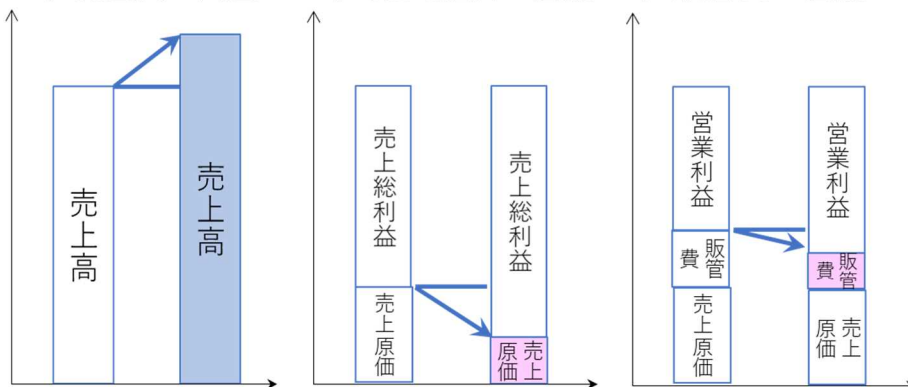 売上高
売上高
売上総利益
売上原価
売上総利益
売上
原価
営業利益
販管
費
売上原価
営業利益
販管
費
売上
原価